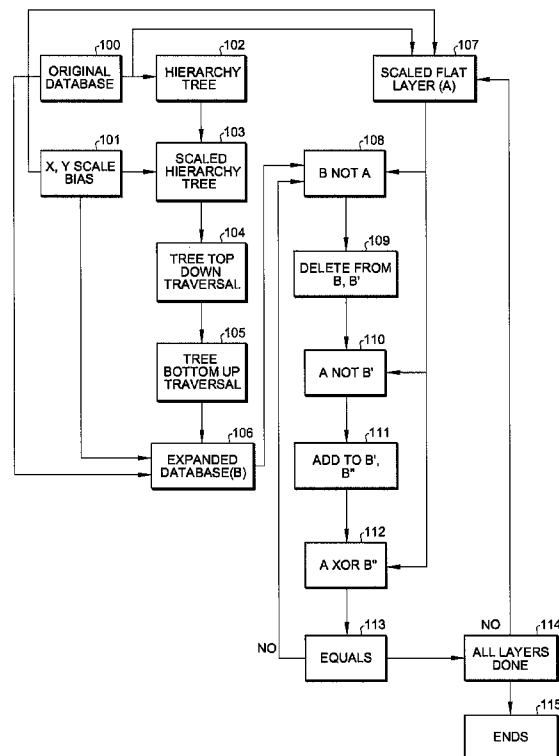 100
ORIGINAL
DATABASE
102
HIERARCHY
TREE
107
SCALED FLAT
LAYER (A)
101
X, Y SCALE
BIAS
103
SCALED
HIERARCHY
TREE
108
B NOT A
104
TREE TOP
DOWN
TRAVERSAL
109
DELETE FROM
B, B'
105
TREE
BOTTOM UP
TRAVERSAL
110
A NOT B'
106
EXPANDED
DATABASE(B)
111
ADD TO B',
B"
112
A XOR B"
113
NO
EQUALS
NO
114
ALL LAYERS
DONE
115
ENDS